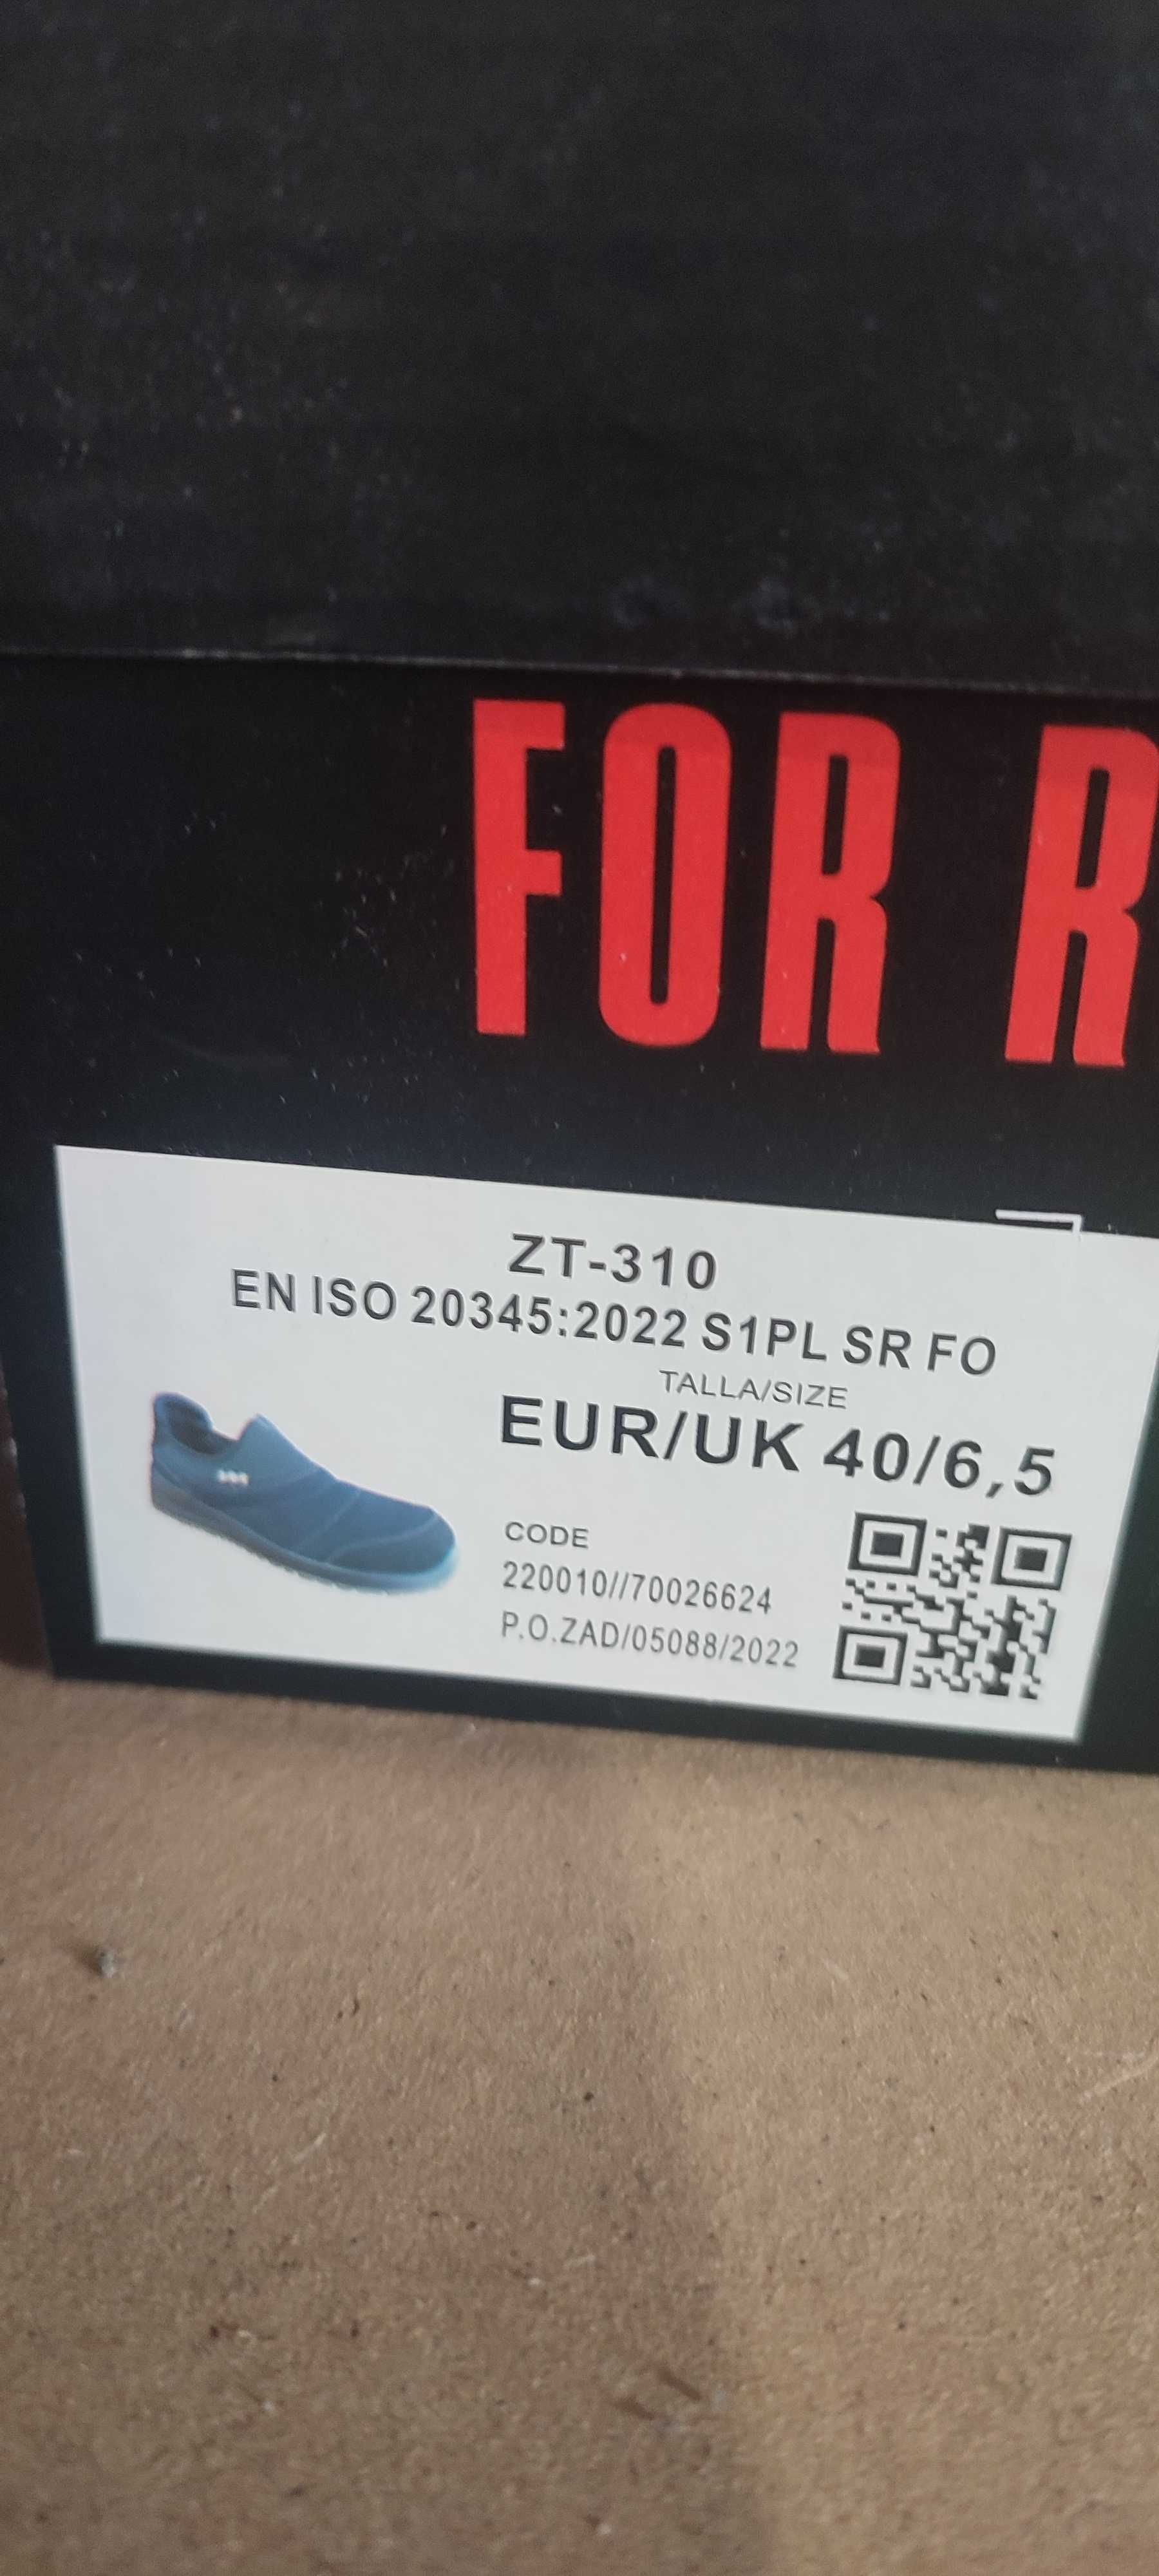 FOR R
ZT-310
EN ISO 20345:2022 S1PL SR FO
TALLA/SIZE
EUR/UK 40/6,5
CODE
220010//70026624
P.O.ZAD/05088/2022